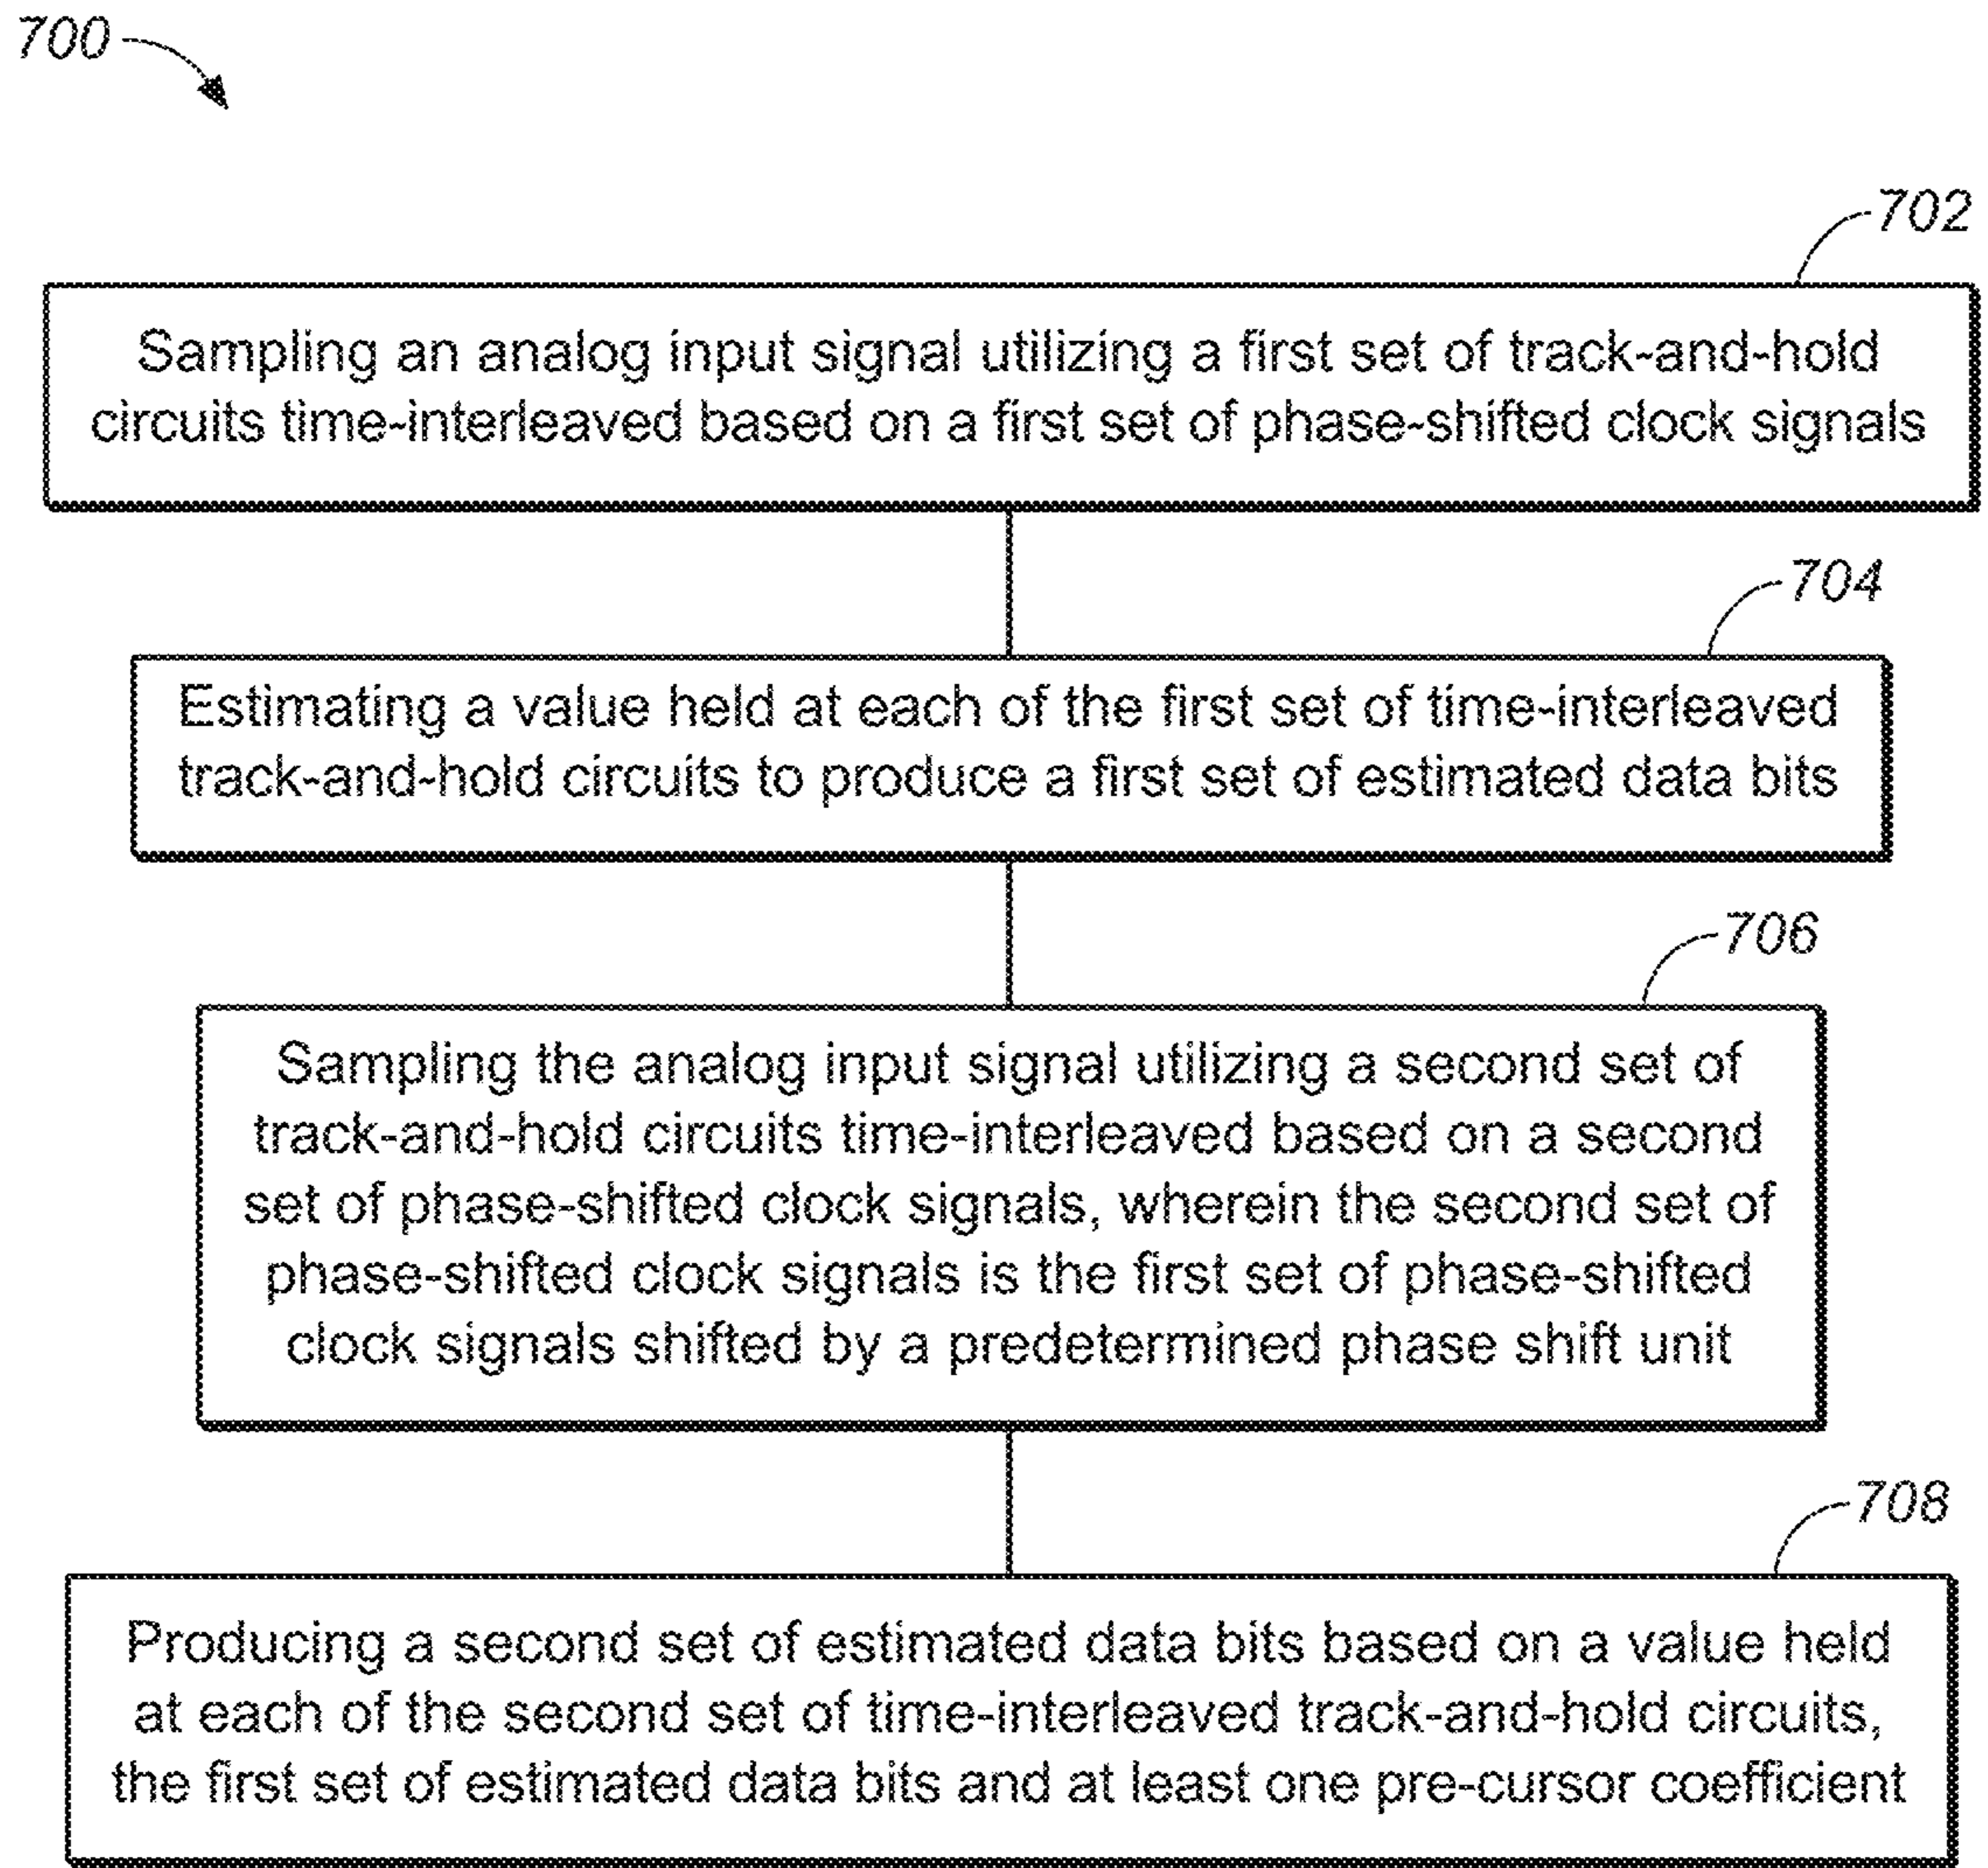 700
702
Sampling an analog input signal utilizing a first set of track-and-hold
circuits time-interleaved based on a first set of phase-shifted clock signals
704
Estimating a value held at each of the first set of time-interleaved
track-and-hold circuits to produce a first set of estimated data bits
706
Sampling the analog input signal utilizing a second set of
track-and-hold circuits time-interleaved based on a second
set of phase-shifted clock signals, wherein the second set of
phase-shifted clock signals is the first set of phase-shifted
clock signals shifted by a predetermined phase shift unit
708
Producing a second set of estimated data bits based on a value held
at each of the second set of time-interleaved track-and-hold circuits,
the first set of estimated data bits and at least one pre-cursor coefficient